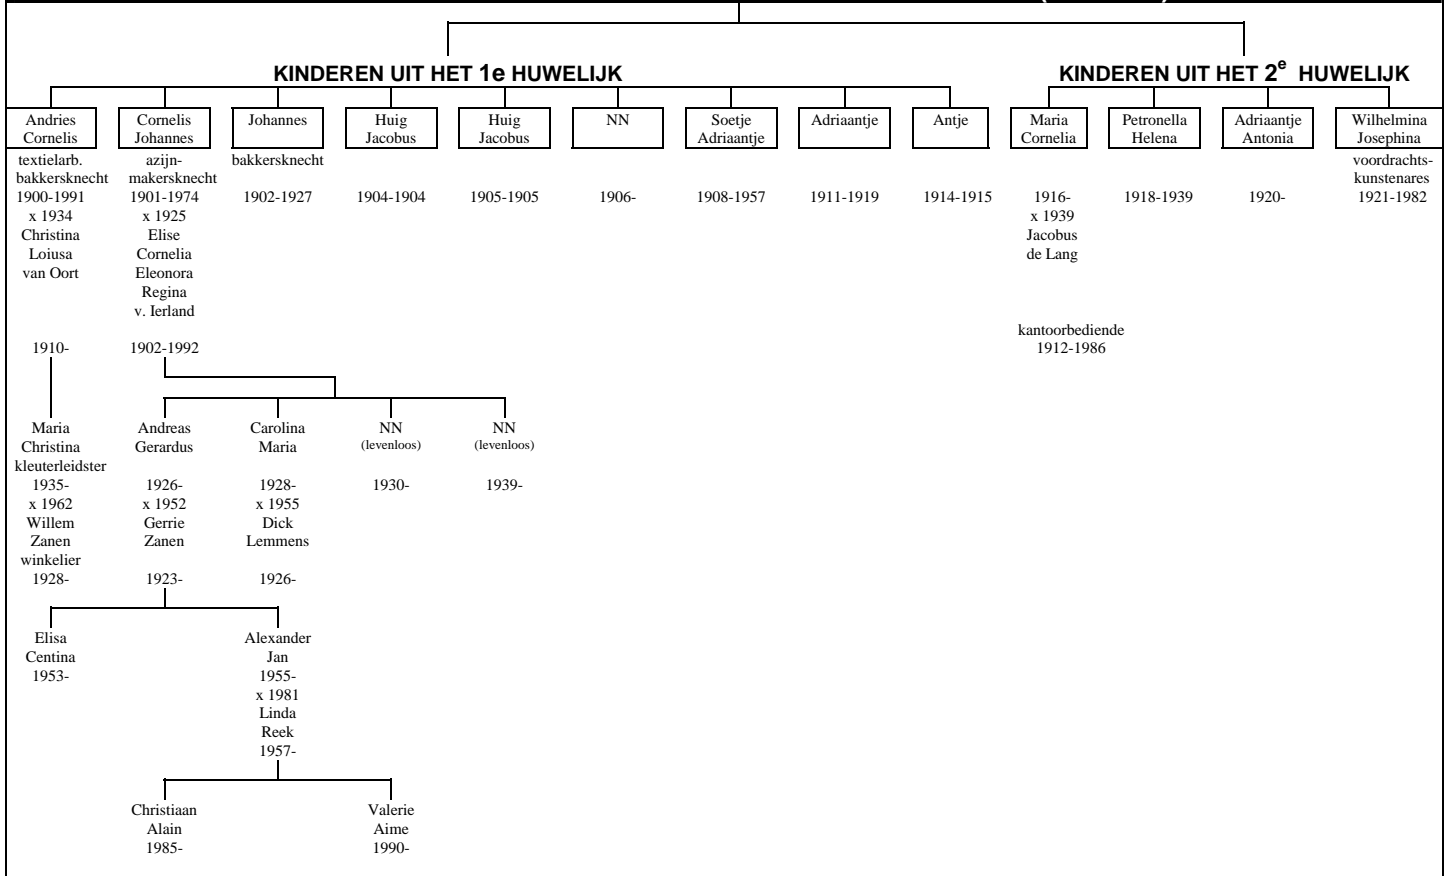 KINDEREN UIT HET 1e HUWELIJK
KINDEREN UIT HET 2e HUWELIJK
Andries
Cornelis
textielarb.
bakkersknecht
1900-1991
x 1934
Christina
Loiusa
van Oort
1910-
Cornelis
Johannes
azijn-
makersknecht
1901-1974
x 1925
Elise
Cornelia
Eleonora
Regina
v. Ierland
1902-1992
Johannes
bakkersknecht
1902-1927
Huig
Jacobus
1904-1904
Huig
Jacobus
1905-1905
NN
1906-
Soetje
Adriaantje
1908-1957
Adriaantje
1911-1919
Antje
1914-1915
Maria
Cornelia
1916-
x 1939
Jacobus
de Lang
kantoorbediende
1912-1986
Petronella
Helena
1918-1939
Adriaantje
Antonia
1920-
Wilhelmina
Josephina
voordrachts-
kunstenares
1921-1982
Maria
Christina
kleuterleidster
1935-
x 1962
Willem
Zanen
winkelier
1928-
Andreas
Gerardus
1926-
x 1952
Gerrie
Zanen
1923-
Carolina
Maria
1928-
x 1955
Dick
Lemmens
1926-
NN
(levenloos)
1930-
NN
(levenloos)
1939-
Elisa
Centina
1953-
Alexander
Jan
1955-
x 1981
Linda
Reek
1957-
Christiaan
Alain
1985-
Valerie
Aime
1990-